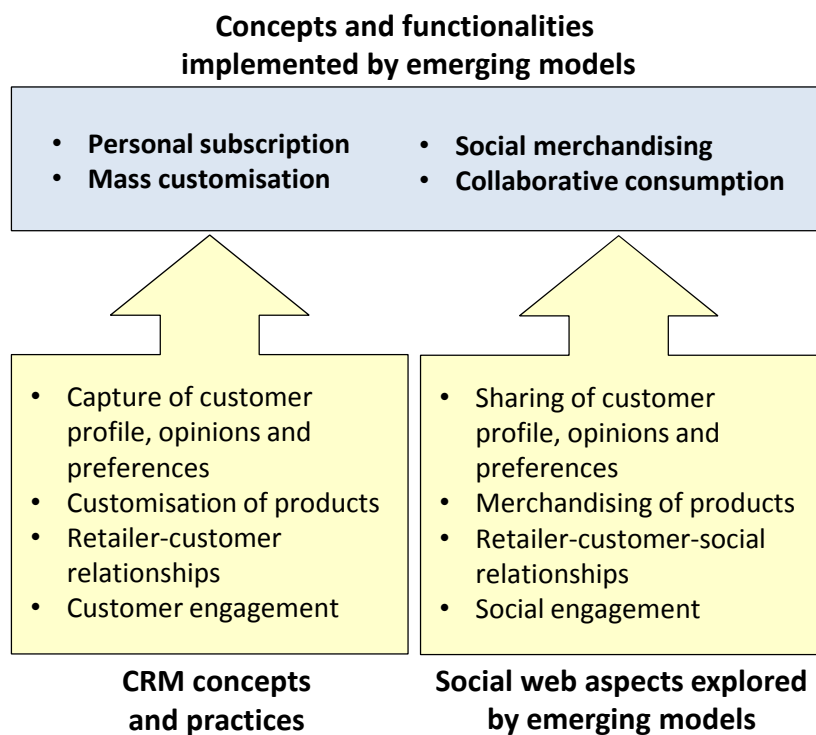 Concepts and functionalities
implemented by emerging models
• Personal subscription
• Mass customisation
• Social merchandising
• Collaborative consumption
• Capture of customer
profile, opinions and
preferences
• Customisation of products
• Retailer-customer
relationships
• Customer engagement
• Sharing of customer
profile, opinions and
preferences
• Merchandising of products
• Retailer-customer-social
relationships
• Social engagement
CRM concepts
and practices
Social web aspects explored
by emerging models